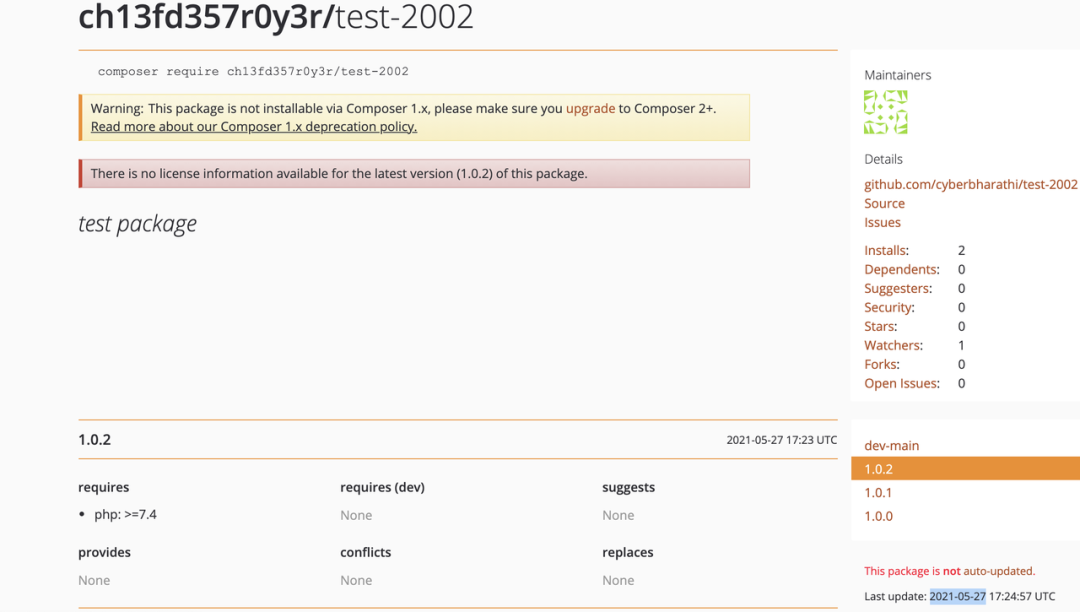 ch13fd357r0y3r/test-2002
composer require ch13fd357r0y3r/test-2002
Warning: This package is not installable via Composer 1.x, please make sure you upgrade to Composer 2+.
Read more about our Composer 1.x deprecation policy.
There is no license information available for the latest version (1.0.2) of this package.
test package
1.0.2
2021-05-27 17:23 UTC
requires
• php: >=7.4
requires (dev)
None
suggests
None
provides
None
conflicts
None
replaces
None
Maintainers
Details
github.com/cyberbharathi/test-2002
Source
Issues
Installs: 2
Dependents: 0
Suggesters: 0
Security: 0
Stars: 0
Watchers: 1
Forks: 0
Open Issues: 0
dev-main
1.0.2
1.0.1
1.0.0
This package is not auto-updated.
Last update: 2021-05-27 17:24:57 UTC